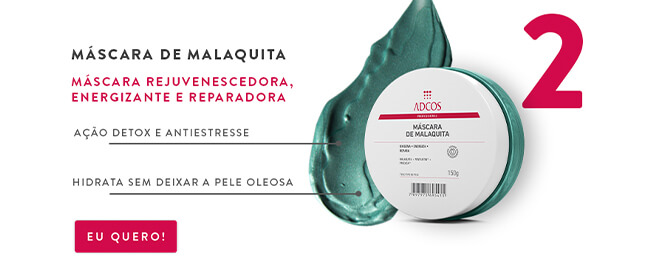 MÁSCARA DE MALAQUITA
MÁSCARA REJUVENESCEDORA,
ENERGIZANTE E REPARADORA
AÇÃO DETOX E ANTIESTRESSE
HIDRATA SEM DEIXAR A PELE OLEOSA
EU QUERO!
2
ADCOS
MÁSCARA
DE MALAQUITA
150g